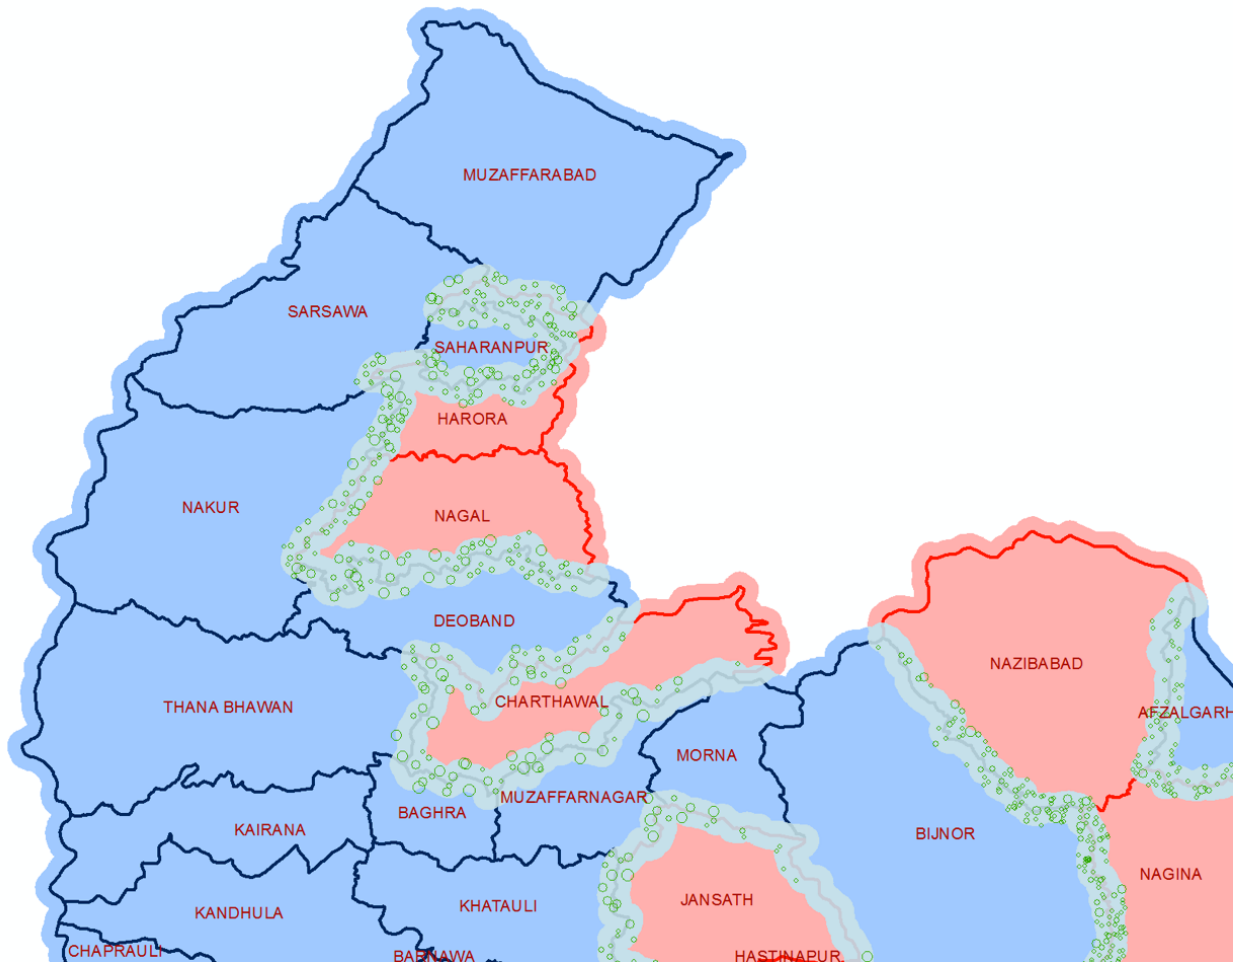 MUZAFFARABAD
SARSAWA
SAHARANPUR
HARORA
NAKUR
NAGAL
DEOBAND
NAZIBABAD
CHARTHAWAL
THANA BHAWAN
AFZALGARH
MORNA
MUZAFFARNAGAR
BAGHRA
KAIRANA
BIJNOR
NAGINA
JANSATH
KHATAULI
KANDHULA
CHAPRAULI
BARNAWA
HASTINAPUR